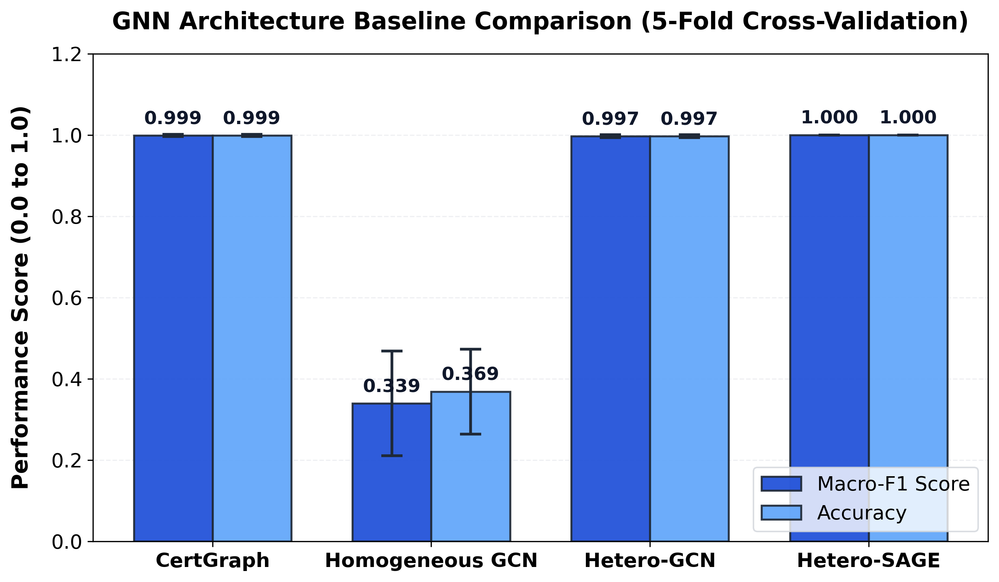 GNN Architecture Baseline Comparison (5-Fold Cross-Validation)
Performance Score (0.0 to 1.0)
1.2
1.0
0.8
0.6
0.4
0.2
0.0
0.999 0.999
0.339 0.369
0.997 0.997
1.000 1.000
Macro-F1 Score
Accuracy
CertGraph Homogeneous GCN Hetero-GCN Hetero-SAGE